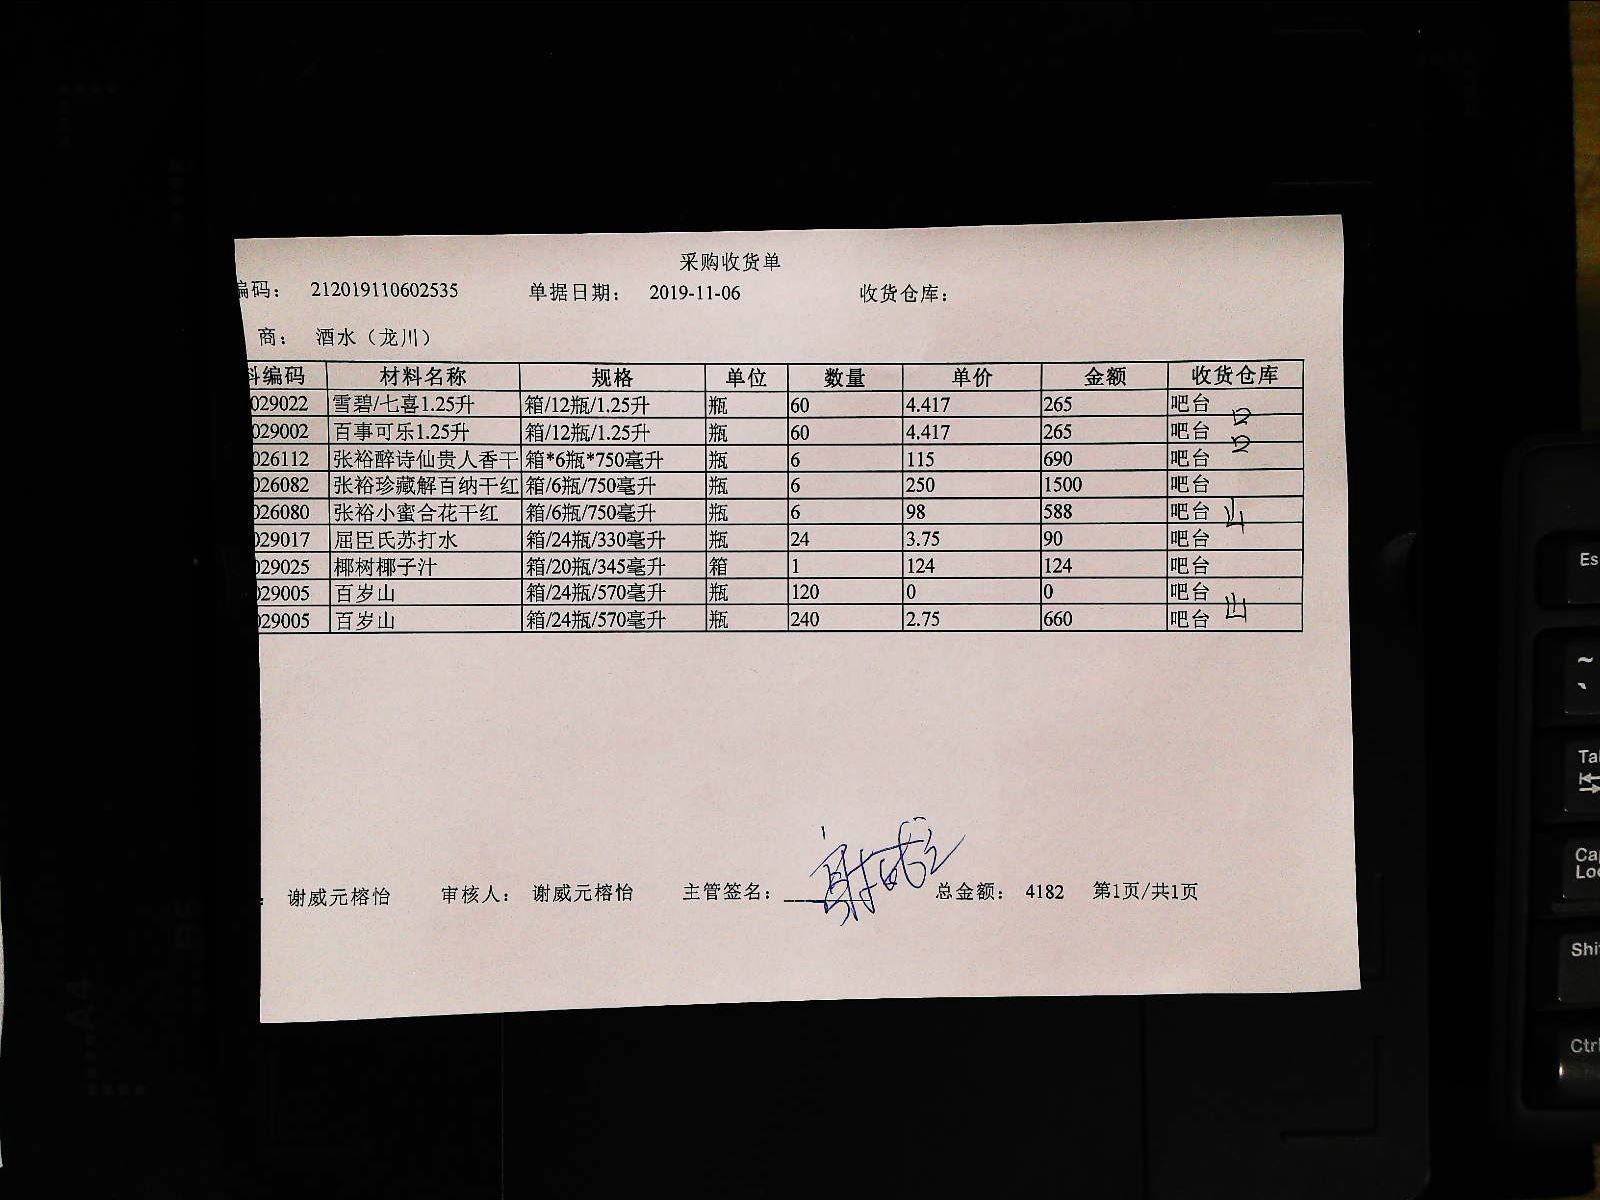 采购收货单
编码： 212019110602535 单据日期： 2019-11-06 收货仓库：
商： 酒水（龙川）
料编码 材料名称 规格 单位 数量 单价 金额 收货仓库
029022 雪碧/七喜1.25升 箱/12瓶/1.25升 瓶 60 4.417 265 吧台
029002 百事可乐1.25升 箱/12瓶/1.25升 瓶 60 4.417 265 吧台
026112 张裕醉诗仙贵人香干 箱*6瓶*750毫升 瓶 6 115 690 吧台
026082 张裕珍藏解百纳干红 箱/6瓶/750毫升 瓶 6 250 1500 吧台
026080 张裕小蜜合花干红 箱/6瓶/750毫升 瓶 6 98 588 吧台
029017 屈臣氏苏打水 箱/24瓶/330毫升 瓶 24 3.75 90 吧台
029025 椰树椰子汁 箱/20瓶/345毫升 箱 1 124 124 吧台
029005 百岁山 箱/24瓶/570毫升 瓶 120 0 0 吧台
029005 百岁山 箱/24瓶/570毫升 瓶 240 2.75 660 吧台
： 谢威元榕怡 审核人： 谢威元榕怡 主管签名： 总金额： 4182 第1页/共1页
Es
~
Tab
Cap
Loc
Shi
Ctrl
A4